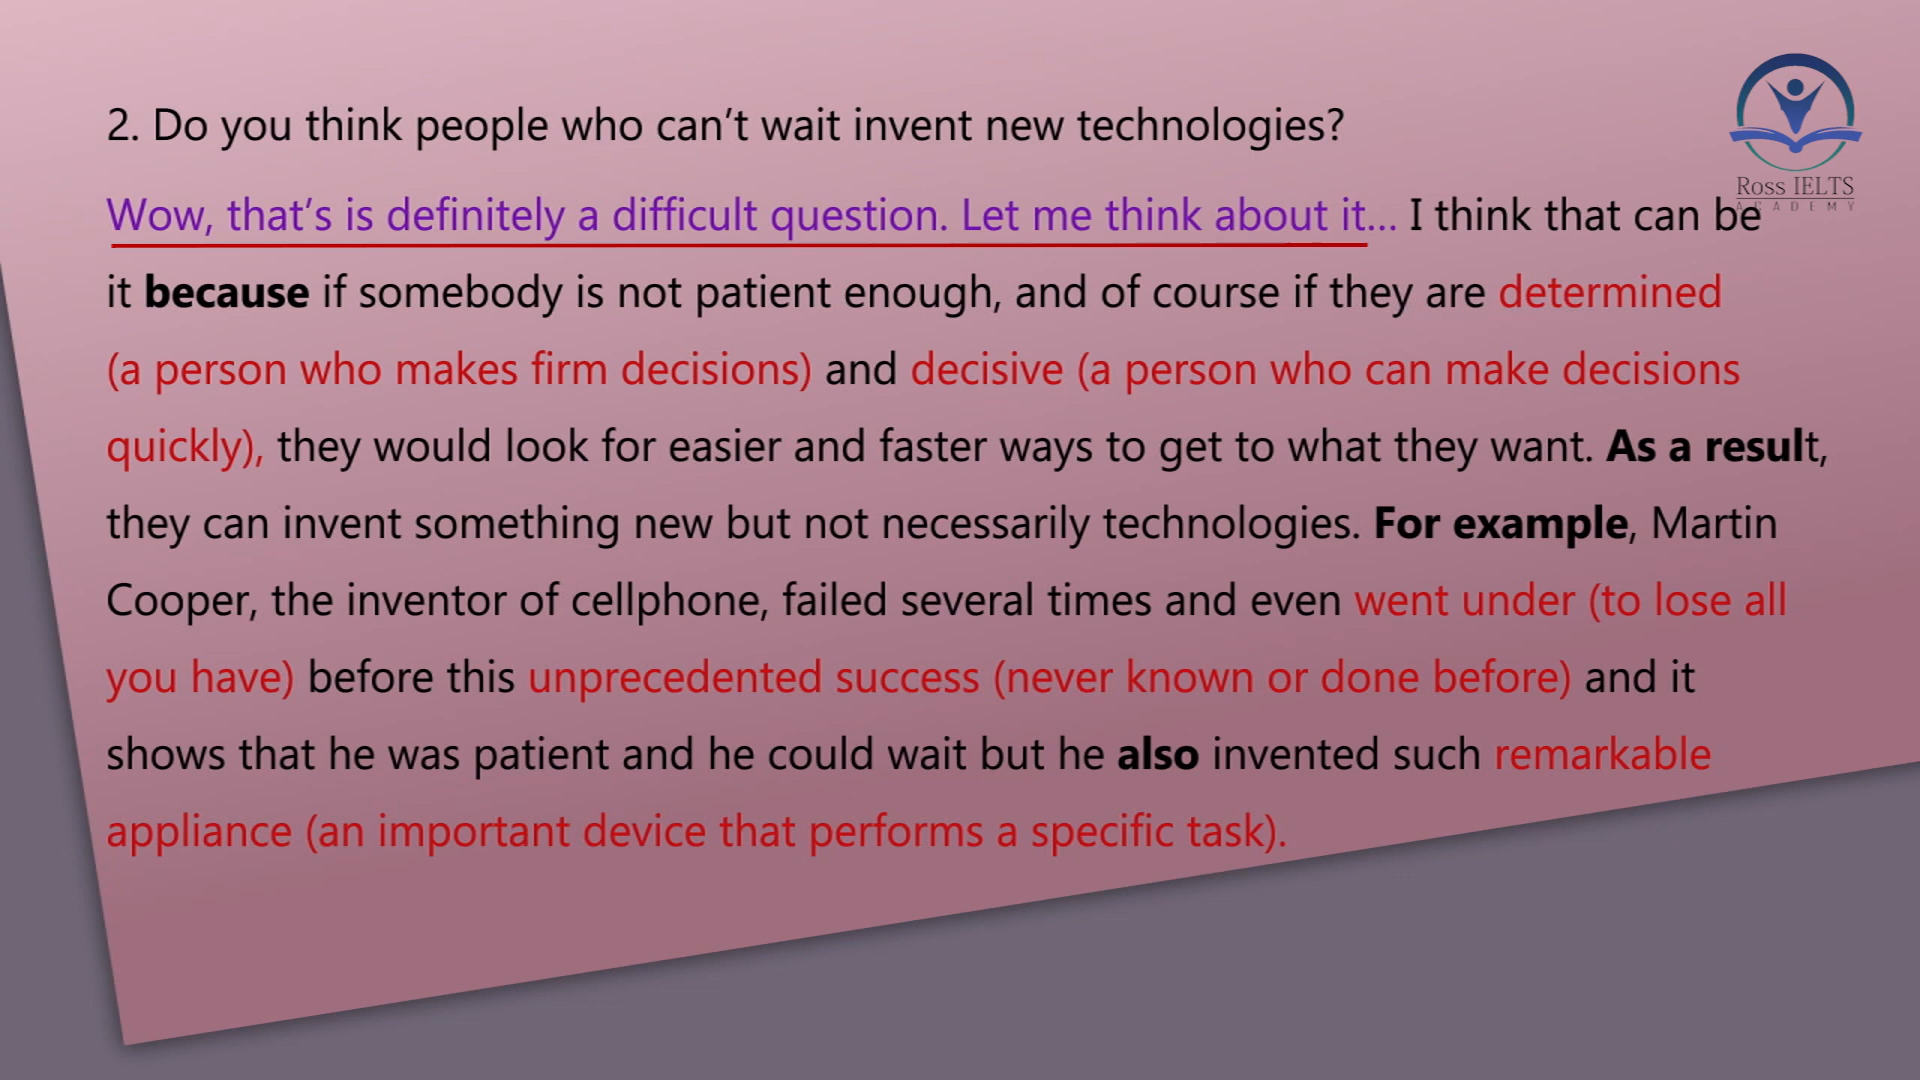 2. Do you think people who can't wait invent new technologies?
Ross IELTS
ACADEMY
Wow, that's is definitely a difficult question. Let me think about it... I think that can be
it because if somebody is not patient enough, and of course if they are determined
(a person who makes firm decisions) and decisive (a person who can make decisions
quickly), they would look for easier and faster ways to get to what they want. As a result,
they can invent something new but not necessarily technologies. For example, Martin
Cooper, the inventor of cellphone, failed several times and even went under (to lose all
you have) before this unprecedented success (never known or done before) and it
shows that he was patient and he could wait but he also invented such remarkable
appliance (an important device that performs a specific task).